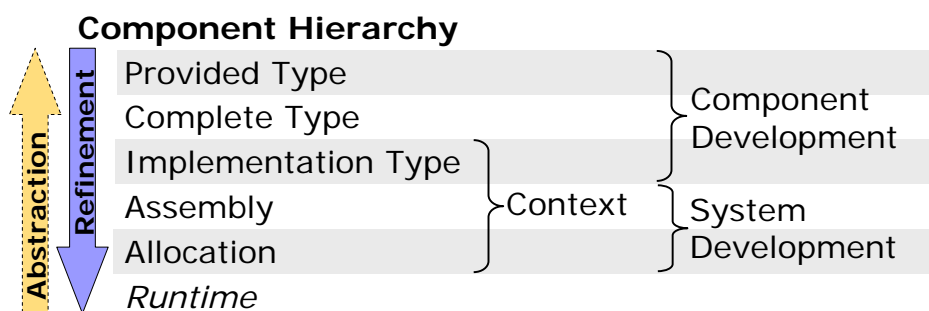 Component Hierarchy
Abstraction
Refinement
Provided Type
Complete Type
Implementation Type
Assembly
Allocation
Runtime
Context
Component
Development
System
Development